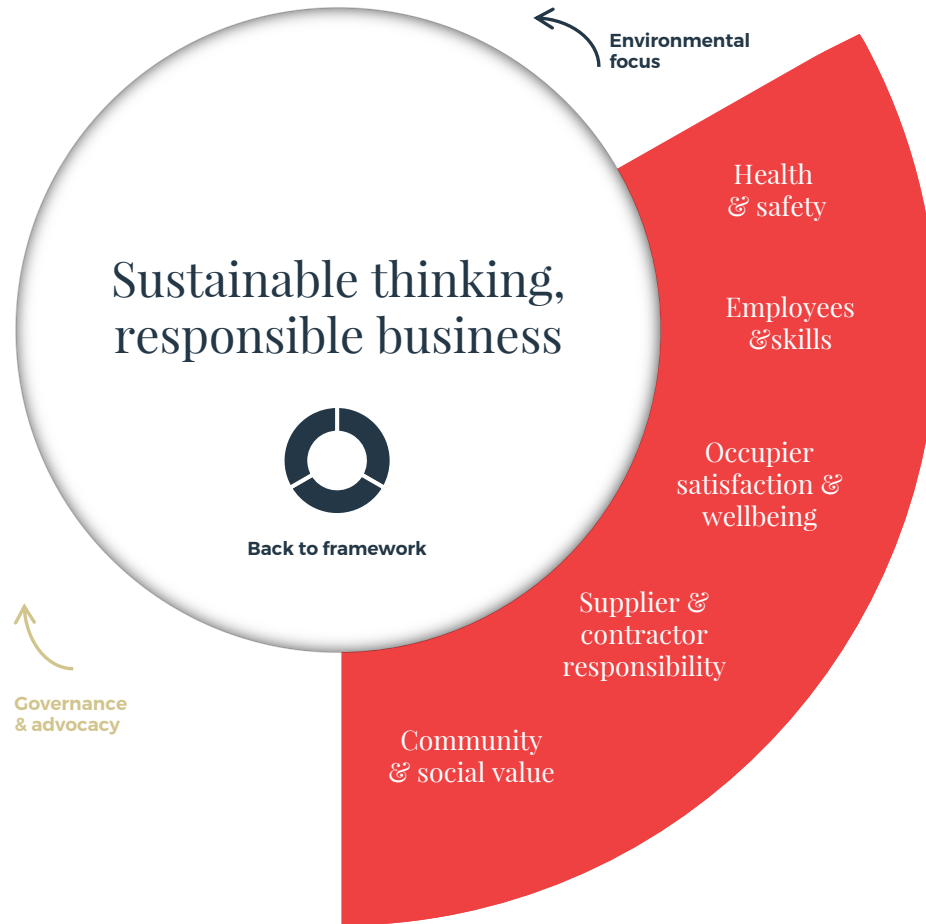 Environmental
focus
Health
& safety
Employees
&skills
Occupier
satisfaction &
wellbeing
Supplier &
contractor
responsibility
Community
& social value
Sustainable thinking,
responsible business
Back to framework
Governance
& advocacy